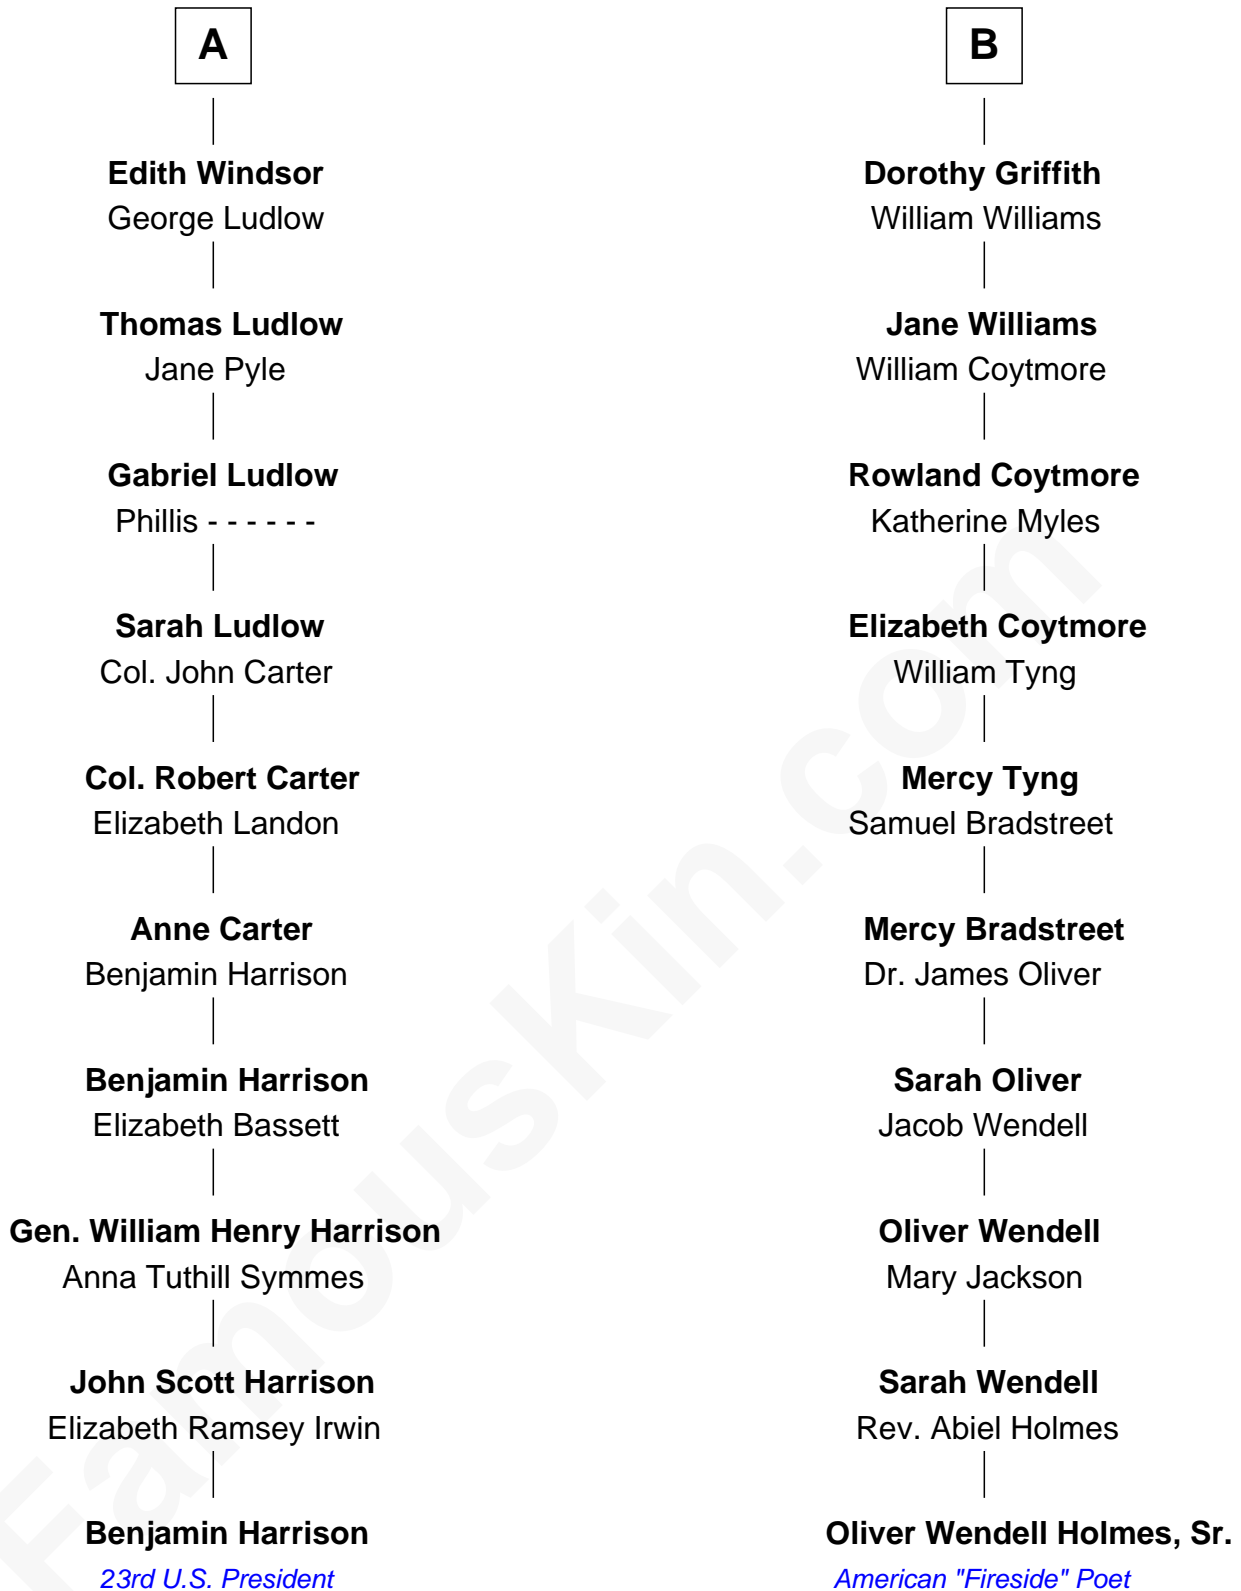 A
Edith Windsor
George Ludlow
Thomas Ludlow
Jane Pyle
Gabriel Ludlow
Phillis - - - - - -
Sarah Ludlow
Col. John Carter
Col. Robert Carter
Elizabeth Landon
Anne Carter
Benjamin Harrison
Benjamin Harrison
Elizabeth Bassett
Gen. William Henry Harrison
Anna Tuthill Symmes
John Scott Harrison
Elizabeth Ramsey Irwin
Benjamin Harrison
23rd U.S. President
B
Dorothy Griffith
William Williams
Jane Williams
William Coytmore
Rowland Coytmore
Katherine Myles
Elizabeth Coytmore
William Tyng
Mercy Tyng
Samuel Bradstreet
Mercy Bradstreet
Dr. James Oliver
Sarah Oliver
Jacob Wendell
Oliver Wendell
Mary Jackson
Sarah Wendell
Rev. Abiel Holmes
Oliver Wendell Holmes, Sr.
American "Fireside" Poet
FamousKin.com